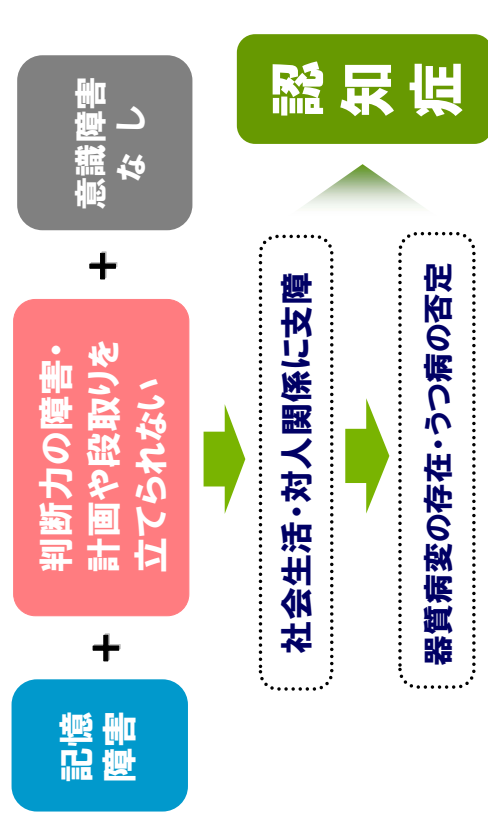 記憶
障害
+
判断力の障害・
計画や段取りを
立てられない
+
意識障害
なし
社会生活・対人関係に支障
器質病変の存在・うつ病の否定
認知症